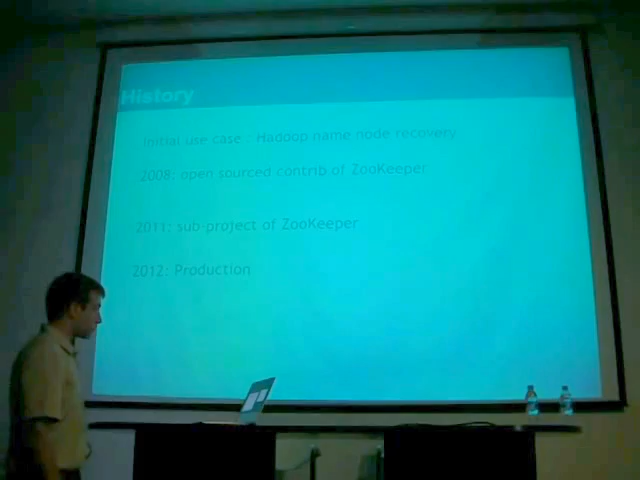 History
Initial use case : Hadoop name node recovery
2008: open sourced contrib of ZooKeeper
2011: sub-project of ZooKeeper
2012: Production